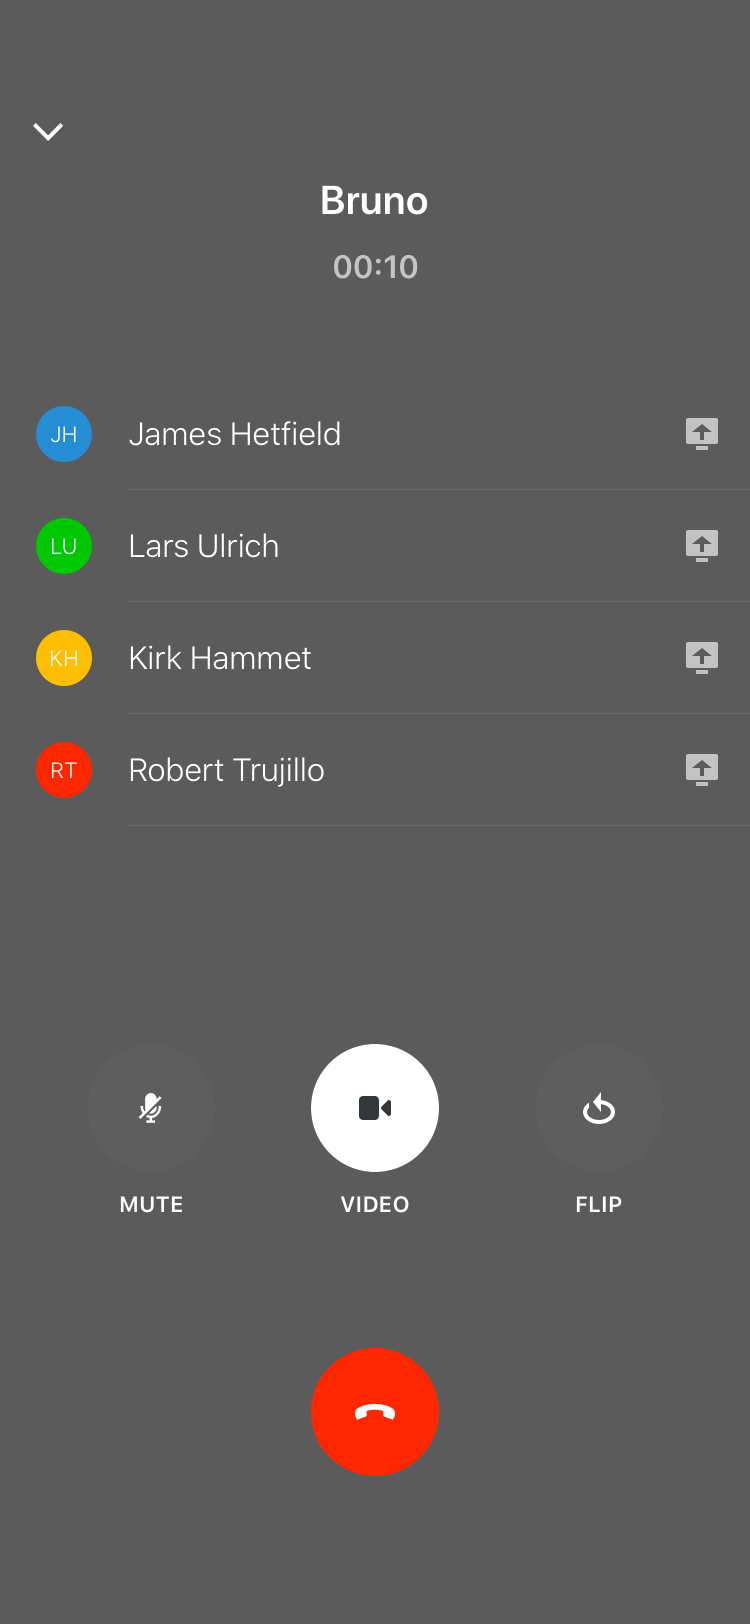 Bruno
00:10
JH James Hetfield
LU Lars Ulrich
KH Kirk Hammet
RT Robert Trujillo
MUTE VIDEO FLIP